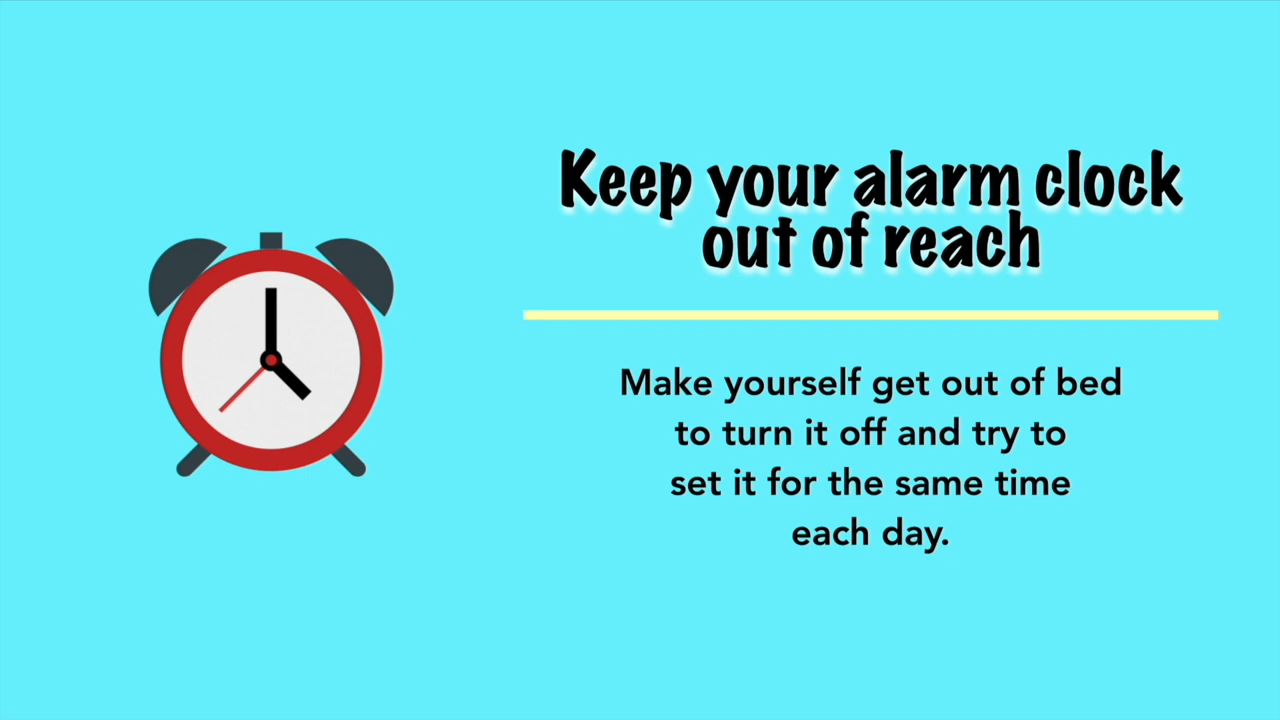 Keep your alarm clock
out of reach
Make yourself get out of bed
to turn it off and try to
set it for the same time
each day.